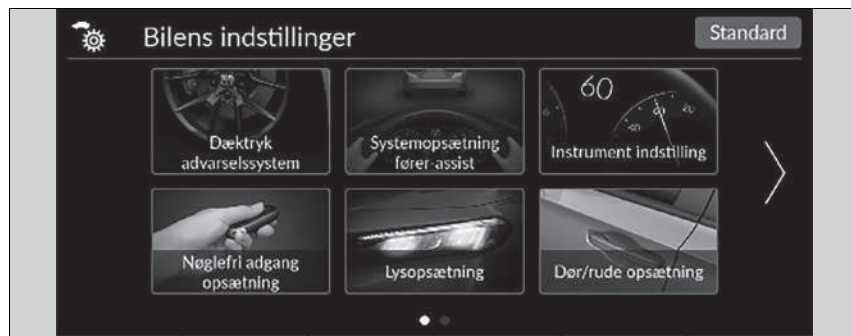 Bilens indstillinger
Standard
Dæktryk
advarselssystem
Systemopsætning
fører-assist
60
Instrument indstilling
Nøglefri adgang
opsætning
Lysopsætning
Dør/rude opsætning